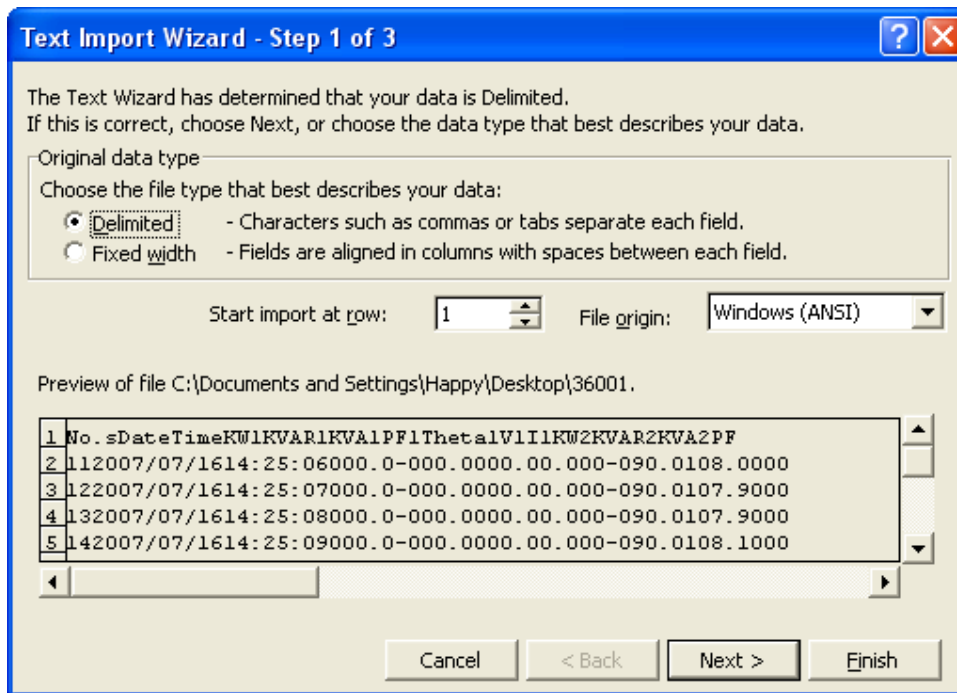 Text Import Wizard - Step 1 of 3
The Text Wizard has determined that your data is Delimited.
If this is correct, choose Next, or choose the data type that best describes your data.
Original data type
Choose the file type that best describes your data:
Delimited - Characters such as commas or tabs separate each field.
Fixed width - Fields are aligned in columns with spaces between each field.
Start import at row: 1 File origin: Windows (ANSI)
Preview of file C:\Documents and Settings\Happy\Desktop\36001.
1 No.sDateTimeKW1KVAR1KVA1PF1Theta1V1I1KW2KVAR2KVA2PF
2 112007/07/1614:25:06000.0-000.0000.00.000-090.0108.0000
3 122007/07/1614:25:07000.0-000.0000.00.000-090.0107.9000
4 132007/07/1614:25:08000.0-000.0000.00.000-090.0107.9000
5 142007/07/1614:25:09000.0-000.0000.00.000-090.0108.1000
Cancel < Back Next > Finish